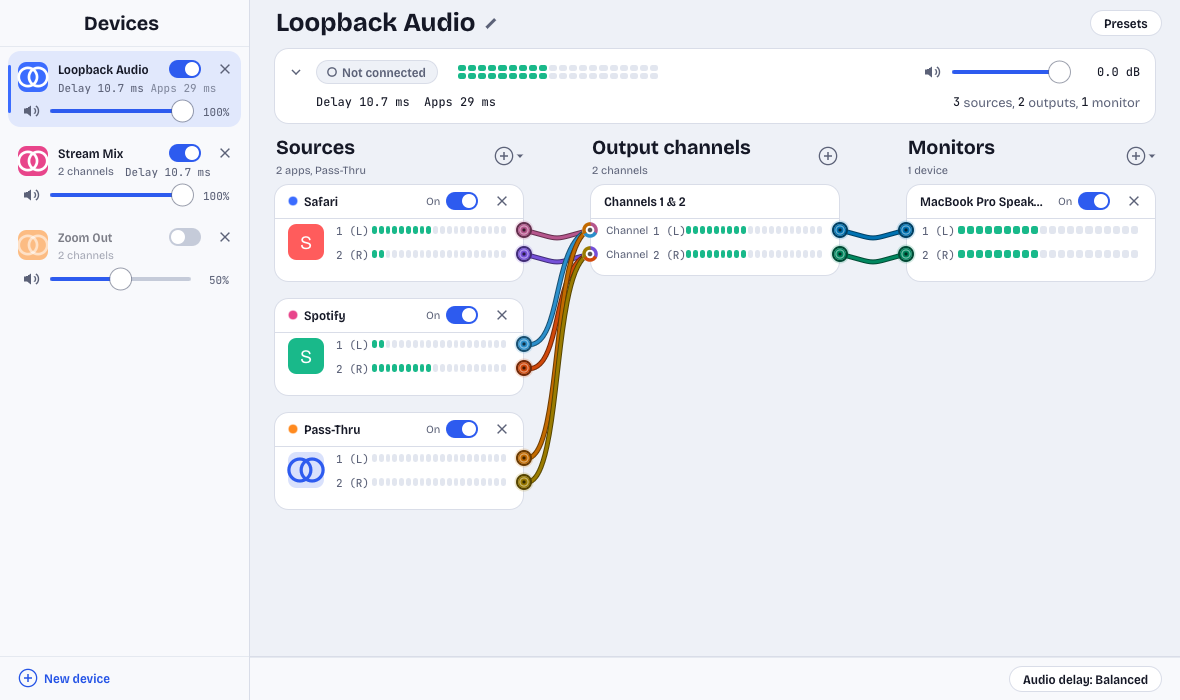 Devices
Loopback Audio
Delay 10.7 ms Apps 29 ms
100%
Stream Mix
2 channels Delay 10.7 ms
100%
Zoom Out
2 channels
50%
New device
Loopback Audio
Presets
Not connected
0.0 dB
Delay 10.7 ms Apps 29 ms
3 sources, 2 outputs, 1 monitor
Sources
2 apps, Pass-Thru
Safari On
S
1 (L)
2 (R)
Spotify On
S
1 (L)
2 (R)
Pass-Thru On
1 (L)
2 (R)
Output channels
2 channels
Channels 1 & 2
Channel 1 (L)
Channel 2 (R)
Monitors
1 device
MacBook Pro Speak... On
1 (L)
2 (R)
Audio delay: Balanced